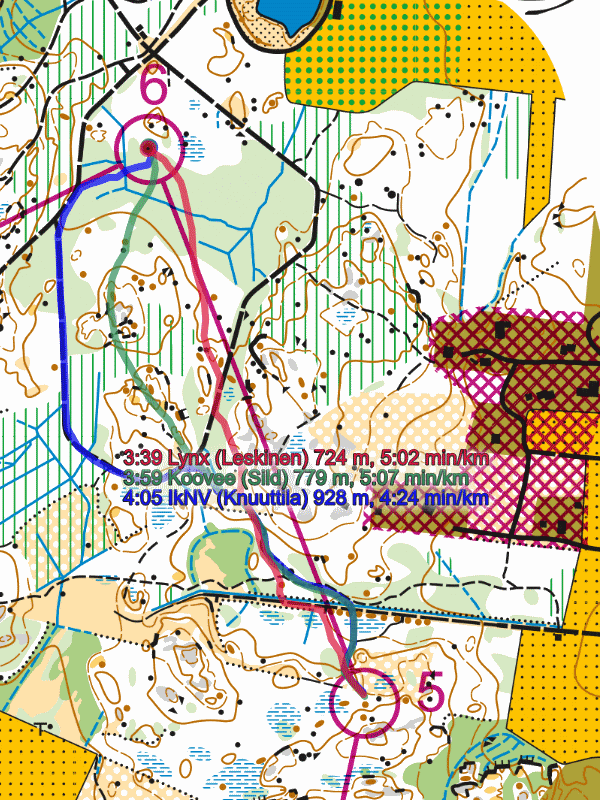 6
3:39 Lynx (Leskinen) 724 m, 5:02 min/km
3:59 Koovee (Siid) 779 m, 5:07 min/km
4:05 IkNV (Knuuttila) 928 m, 4:24 min/km
5